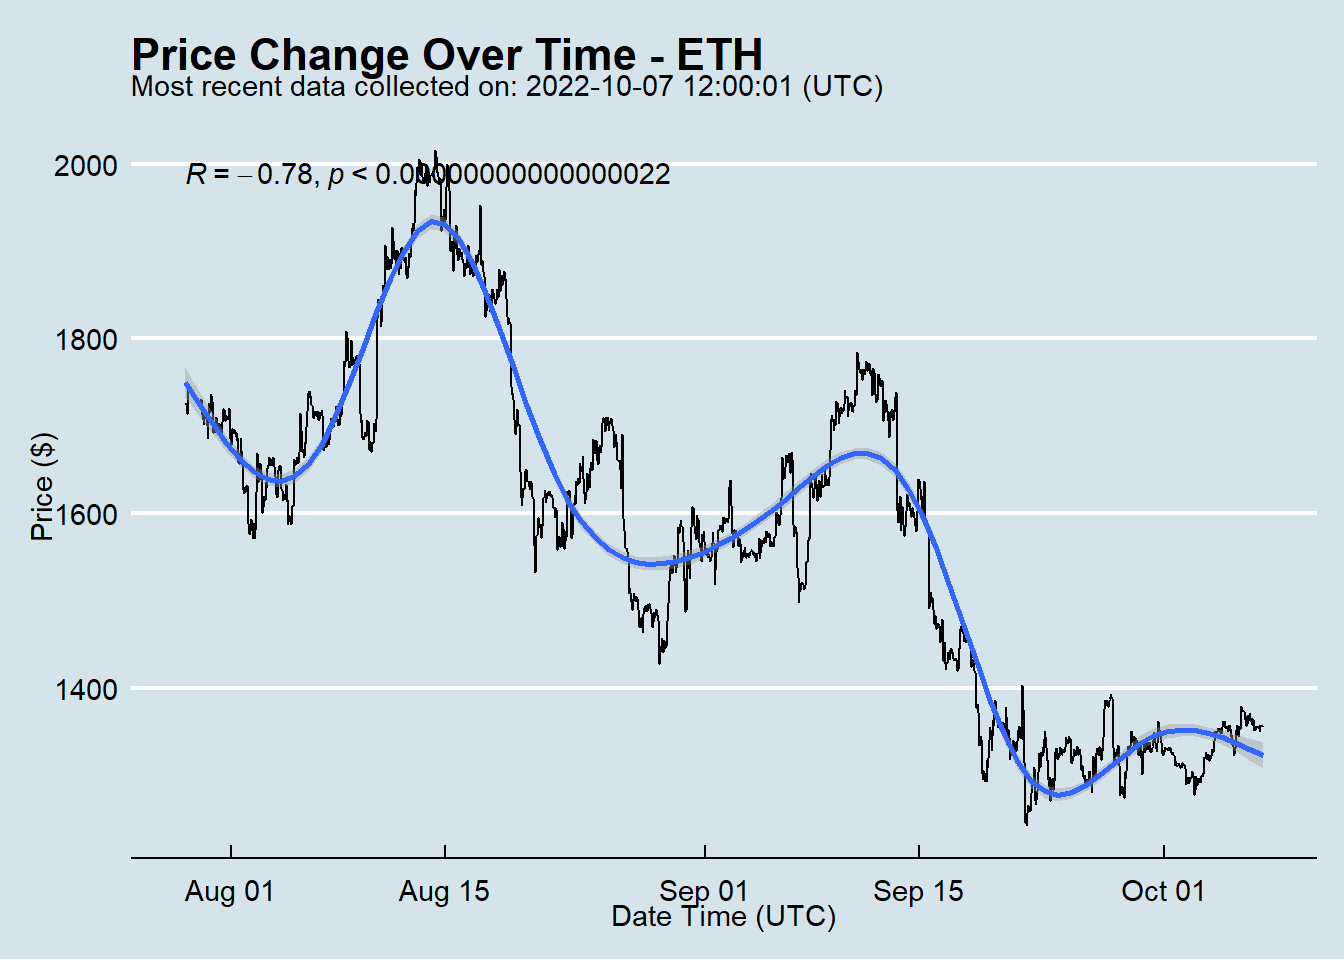 Price Change Over Time - ETH
Most recent data collected on: 2022-10-07 12:00:01 (UTC)
R = −0.78, p < 0.00000000000000022
2000
1800
1600
1400
Price ($)
Aug 01 Aug 15 Sep 01 Sep 15 Oct 01
Date Time (UTC)